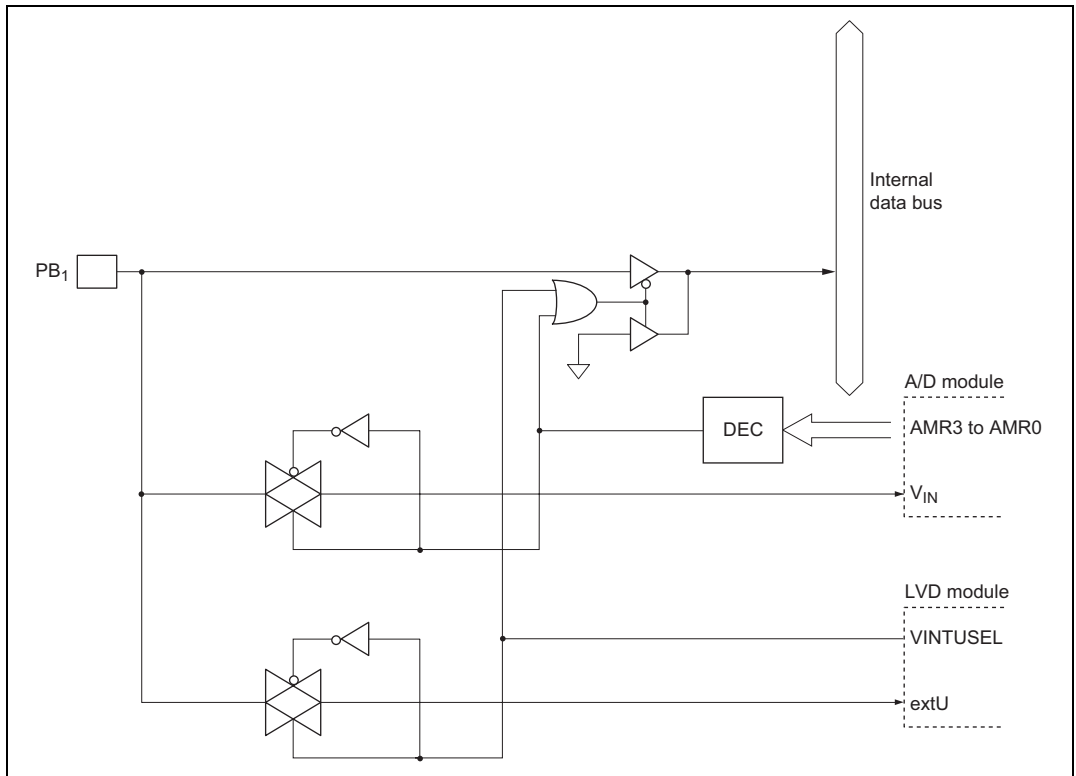 Internal
data bus
PB1
A/D module
DEC
AMR3 to AMR0
VIN
LVD module
VINTUSEL
extU